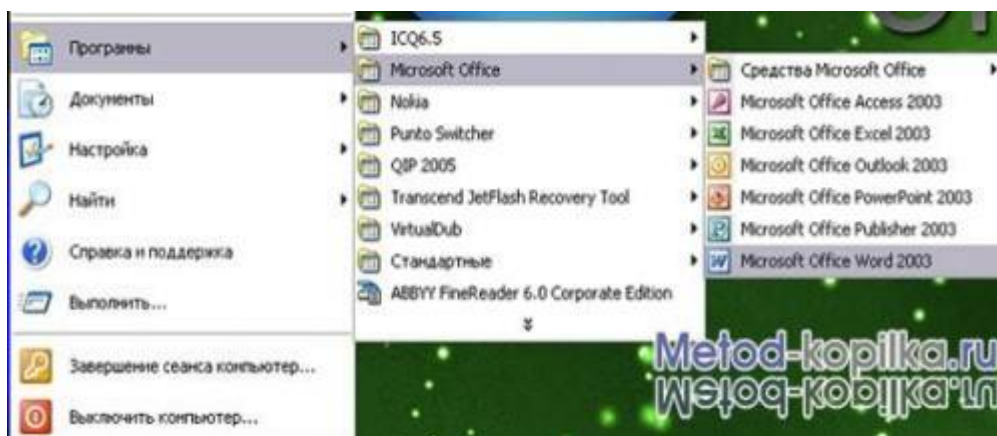 Программы
Документы
Настройка
Найти
Справка и поддержка
Выполнить...
Завершение сеанса компьютер...
Выключить компьютер...
ICQ6.5
Microsoft Office
Nokia
Punto Switcher
QIP 2005
Transcend JetFlash Recovery Tool
VirtualDub
Стандартные
ABBYY FineReader 6.0 Corporate Edition
Средства Microsoft Office
Microsoft Office Access 2003
Microsoft Office Excel 2003
Microsoft Office Outlook 2003
Microsoft Office PowerPoint 2003
Microsoft Office Publisher 2003
Microsoft Office Word 2003
Metod-kopilka.ru